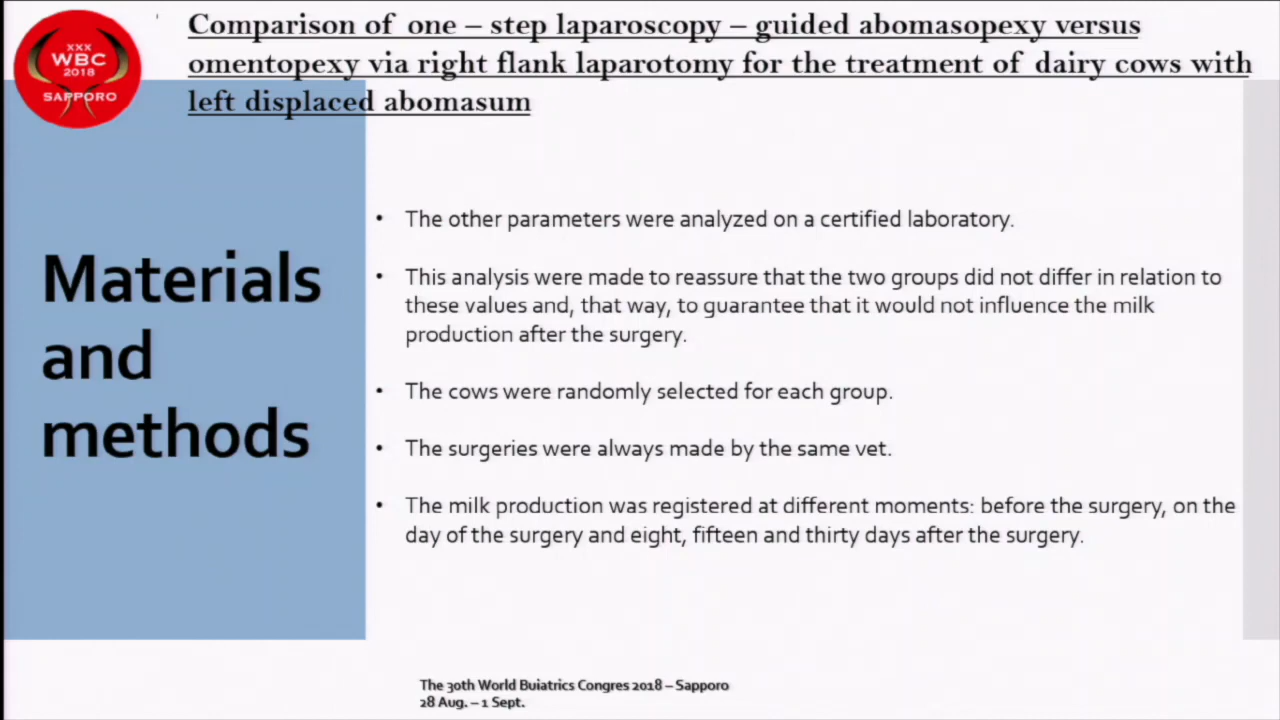 XXX
WBC
2018
SAPPORO
Comparison of one – step laparoscopy – guided abomasopexy versus
omentopexy via right flank laparotomy for the treatment of dairy cows with
left displaced abomasum
Materials
and
methods
• The other parameters were analyzed on a certified laboratory.
• This analysis were made to reassure that the two groups did not differ in relation to
these values and, that way, to guarantee that it would not influence the milk
production after the surgery.
• The cows were randomly selected for each group.
• The surgeries were always made by the same vet.
• The milk production was registered at different moments: before the surgery, on the
day of the surgery and eight, fifteen and thirty days after the surgery.
The 30th World Buiatrics Congres 2018 – Sapporo
28 Aug. – 1 Sept.